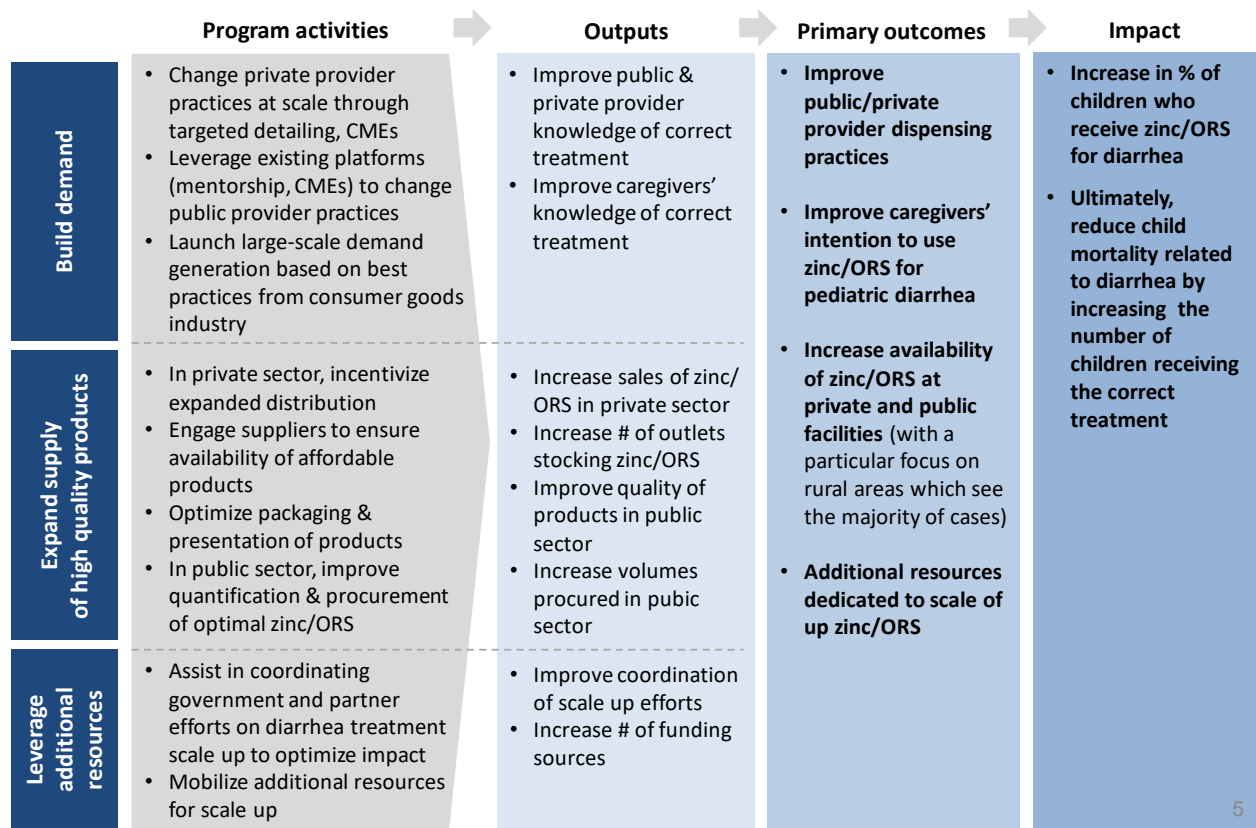 Program activities
Outputs
Primary outcomes
Impact
Build demand
• Change private provider
practices at scale through
targeted detailing, CMEs
• Leverage existing platforms
(mentorship, CMEs) to change
public provider practices
• Launch large-scale demand
generation based on best
practices from consumer goods
industry
• Improve public &
private provider
knowledge of correct
treatment
• Improve caregivers’
knowledge of correct
treatment
Expand supply
of high quality products
• In private sector, incentivize
expanded distribution
• Engage suppliers to ensure
availability of affordable
products
• Optimize packaging &
presentation of products
• In public sector, improve
quantification & procurement
of optimal zinc/ORS
• Increase sales of zinc/
ORS in private sector
• Increase # of outlets
stocking zinc/ORS
• Improve quality of
products in public
sector
• Increase volumes
procured in pubic
sector
Leverage
additional
resources
• Assist in coordinating
government and partner
efforts on diarrhea treatment
scale up to optimize impact
• Mobilize additional resources
for scale up
• Improve coordination
of scale up efforts
• Increase # of funding
sources
• Improve
public/private
provider dispensing
practices
• Improve caregivers’
intention to use
zinc/ORS for
pediatric diarrhea
• Increase availability
of zinc/ORS at
private and public
facilities (with a
particular focus on
rural areas which see
the majority of cases)
• Additional resources
dedicated to scale of
up zinc/ORS
• Increase in % of
children who
receive zinc/ORS
for diarrhea
• Ultimately,
reduce child
mortality related
to diarrhea by
increasing the
number of
children receiving
the correct
treatment
5